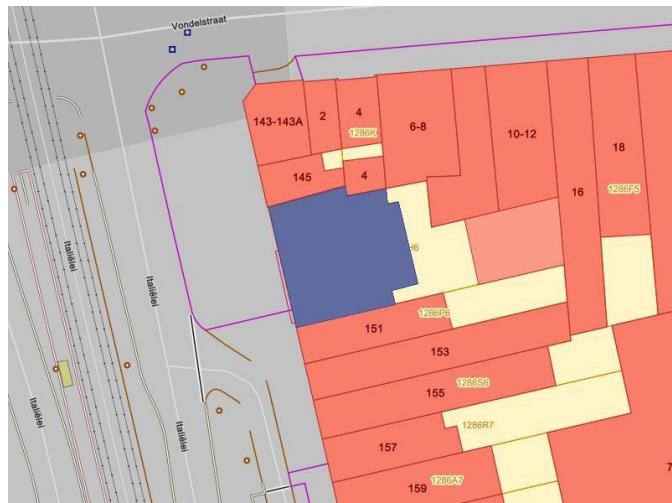 Vondelstraat
143-143A
2
4
1286K
6-8
10-12
18
145
4
16
1286F5
Italiëlei
Italiëlei
151
1286P6
153
155
1286S6
1286R7
Italiëlei
Italiëlei
157
159
1286A7
7